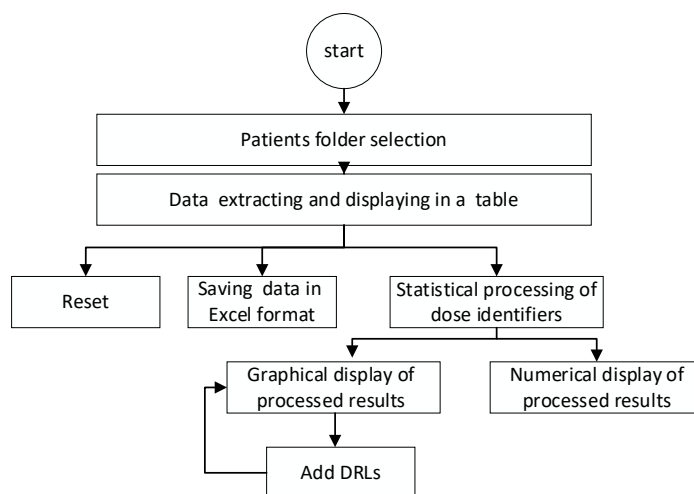 start
Patients folder selection
Data extracting and displaying in a table
Reset
Saving data in
Excel format
Statistical processing of
dose identifiers
Graphical display of
processed results
Numerical display of
processed results
Add DRLs